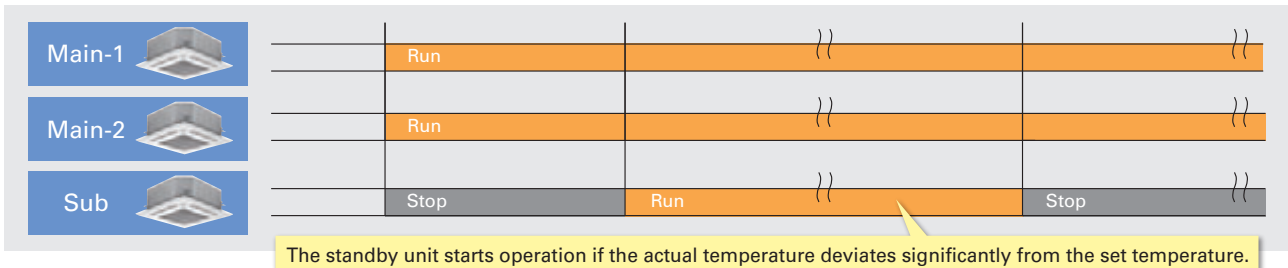 Main-1
Run
Main-2
Run
Sub
Stop
Run
Stop
The standby unit starts operation if the actual temperature deviates significantly from the set temperature.